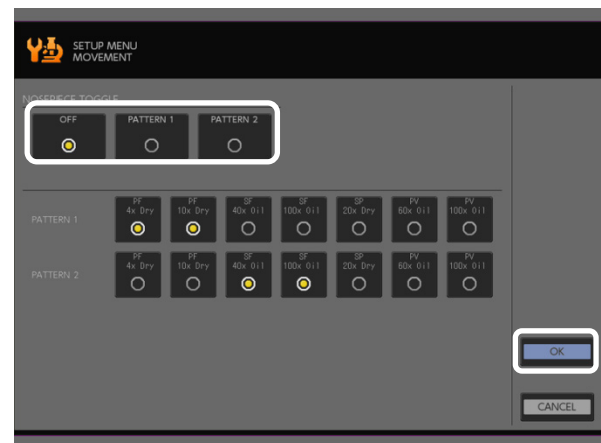 SETUP MENU
MOVEMENT
NOSEPIECE TOGGLE
OFF PATTERN 1 PATTERN 2
PF PF SF SF SP PV PV
PATTERN 1 4x Dry 10x Dry 40x Oil 100x Oil 20x Dry 60x Oil 100x Oil
PF PF SF SF SP PV PV
PATTERN 2 4x Dry 10x Dry 40x Oil 100x Oil 20x Dry 60x Oil 100x Oil
OK
CANCEL